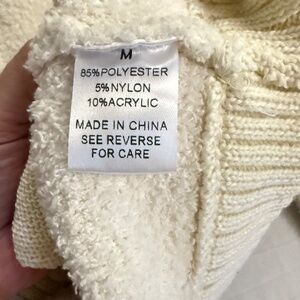 M
85%POLYESTER
5%NYLON
10%ACRYLIC
MADE IN CHINA
SEE REVERSE
FOR CARE